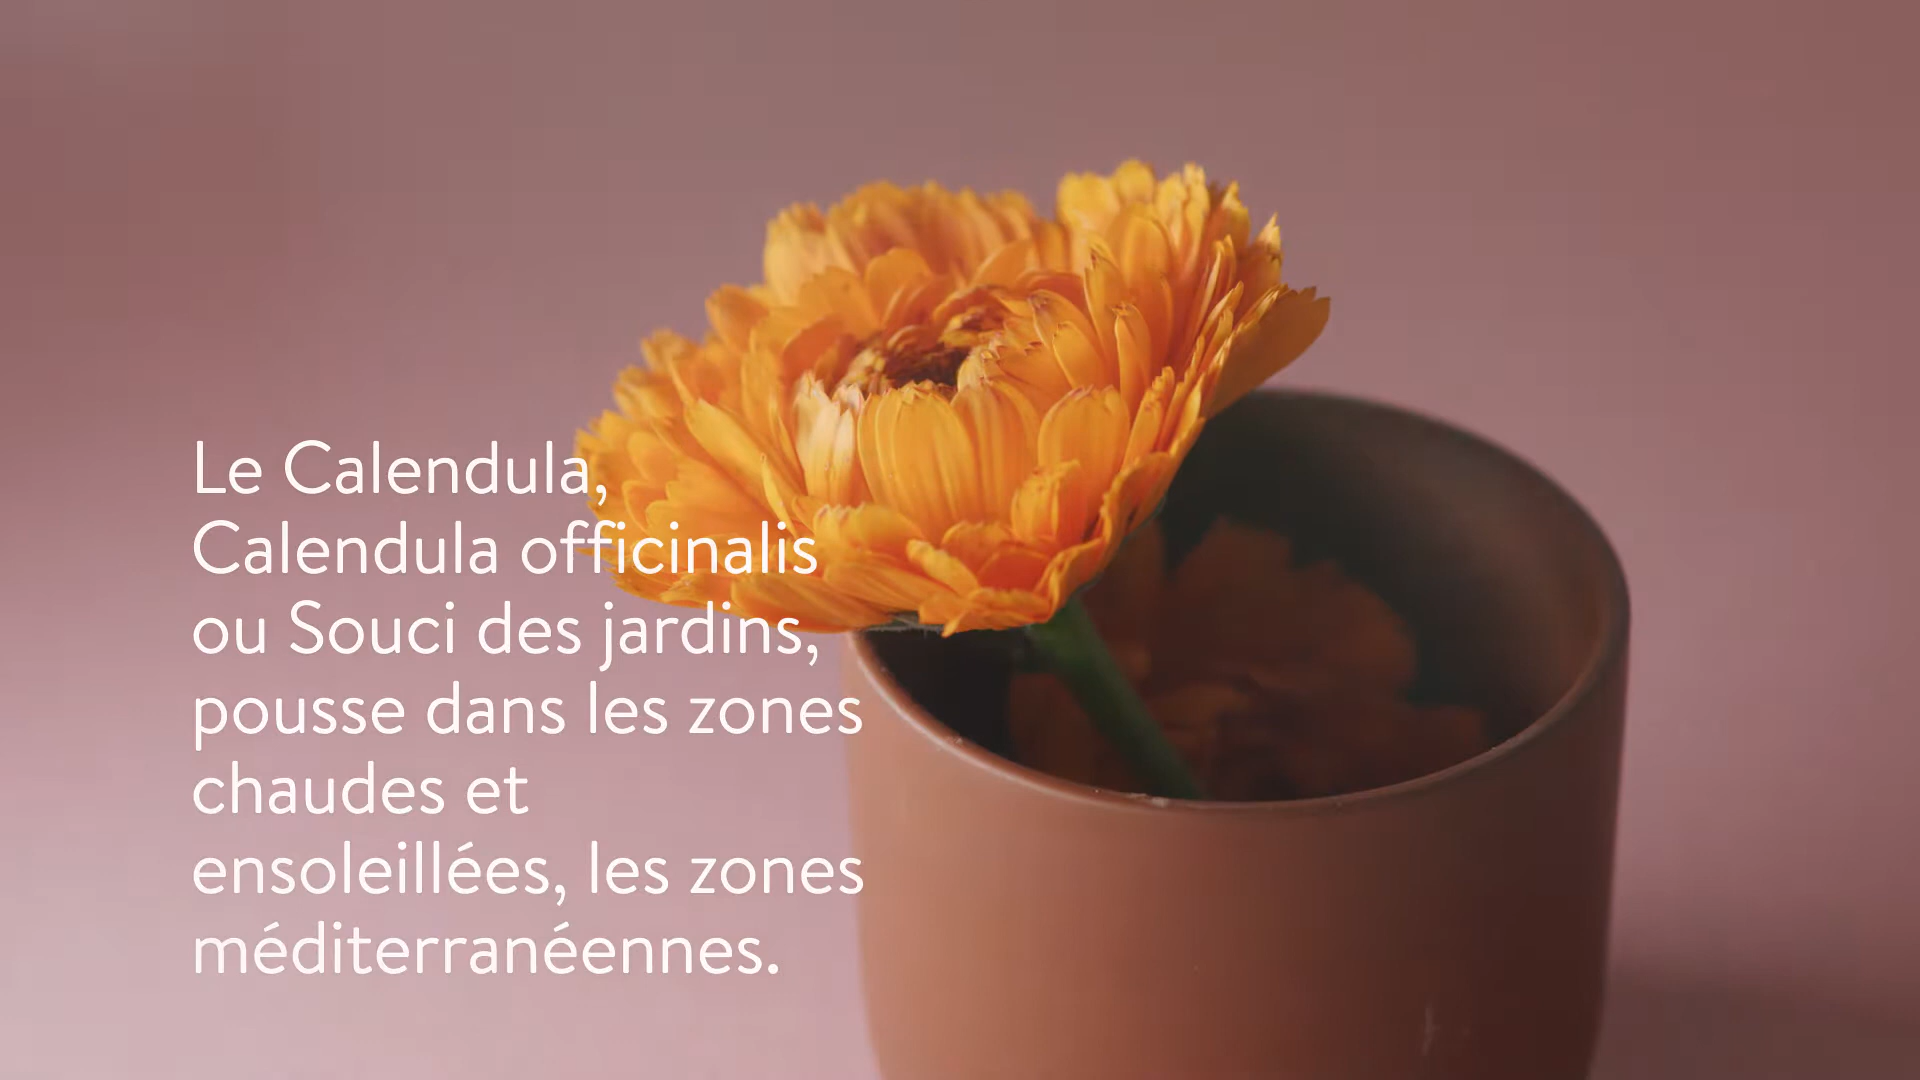 Le Calendula,
Calendula officinalis
ou Souci des jardins,
pousse dans les zones
chaudes et
ensoleillées, les zones
méditerranéennes.